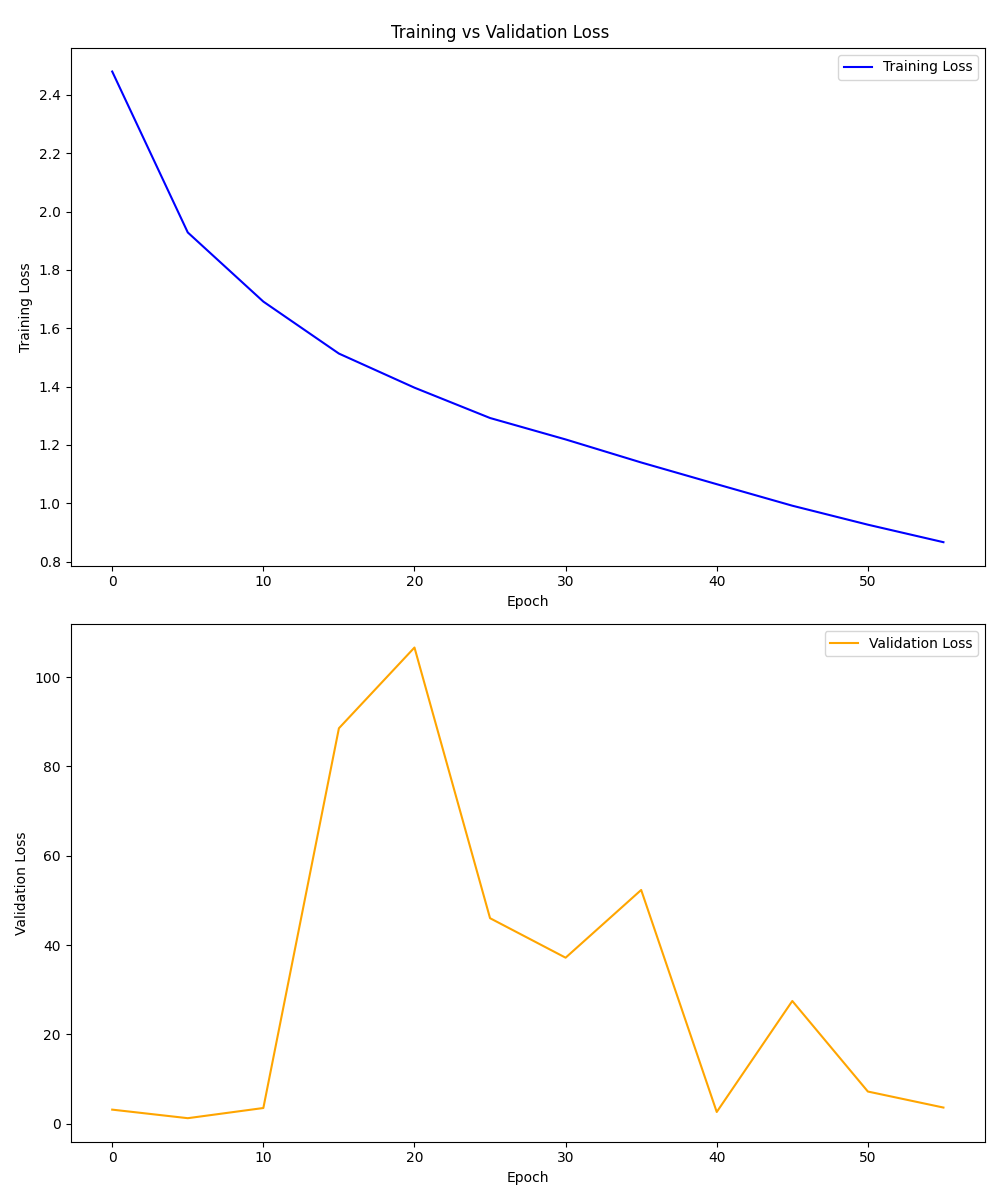 Training vs Validation Loss
Training Loss
2.4
2.2
2.0
1.8
1.6
1.4
1.2
1.0
0.8
Training Loss
0 10 20 30 40 50
Epoch
Validation Loss
100
80
60
40
20
0
Validation Loss
0 10 20 30 40 50
Epoch